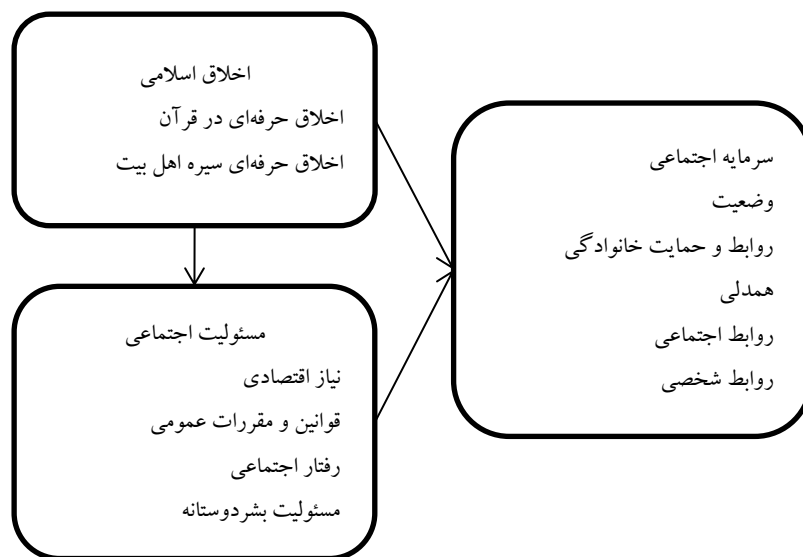 اخلاق اسلامی
اخلاق حرفه‌ای در قرآن
اخلاق حرفه‌ای سیره اهل بیت
سرمایه اجتماعی
وضعیت
روابط و حمایت خانوادگی
همدلی
روابط اجتماعی
روابط شخصی
مسئولیت اجتماعی
نیاز اقتصادی
قوانین و مقررات عمومی
رفتار اجتماعی
مسئولیت بشردوستانه